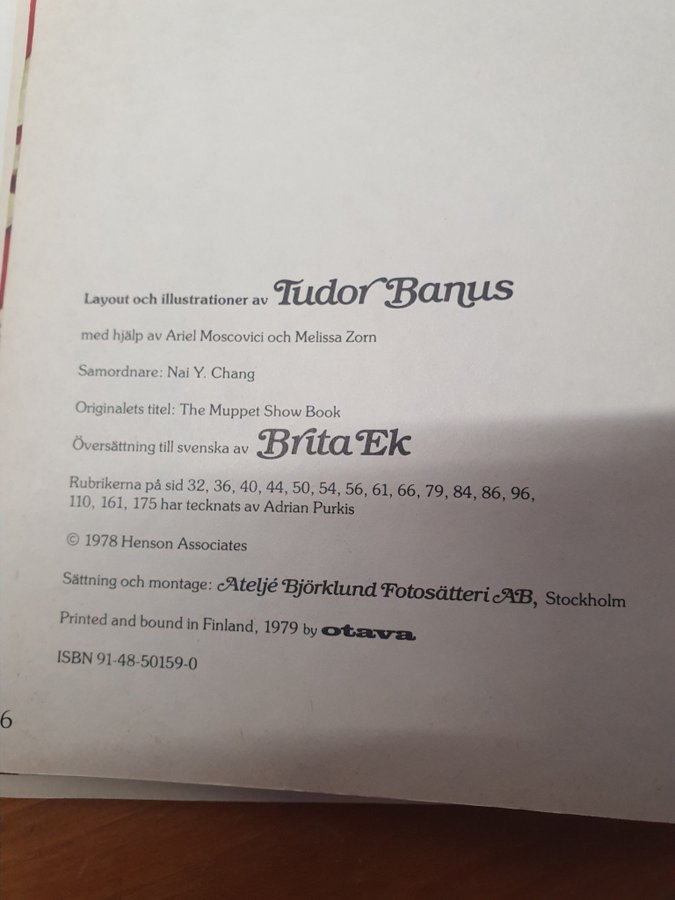 Layout och illustrationer av Tudor Banus
med hjälp av Ariel Moscovici och Melissa Zorn
Samordnare: Nai Y. Chang
Originalets titel: The Muppet Show Book
Översättning till svenska av Brita Ek
Rubrikerna på sid 32, 36, 40, 44, 50, 54, 56, 61, 66, 79, 84, 86, 96,
110, 161, 175 har tecknats av Adrian Purkis
© 1978 Henson Associates
Sättning och montage: Ateljé Björklund Fotosätteri AB, Stockholm
Printed and bound in Finland, 1979 by otava
ISBN 91-48-50159-0
6